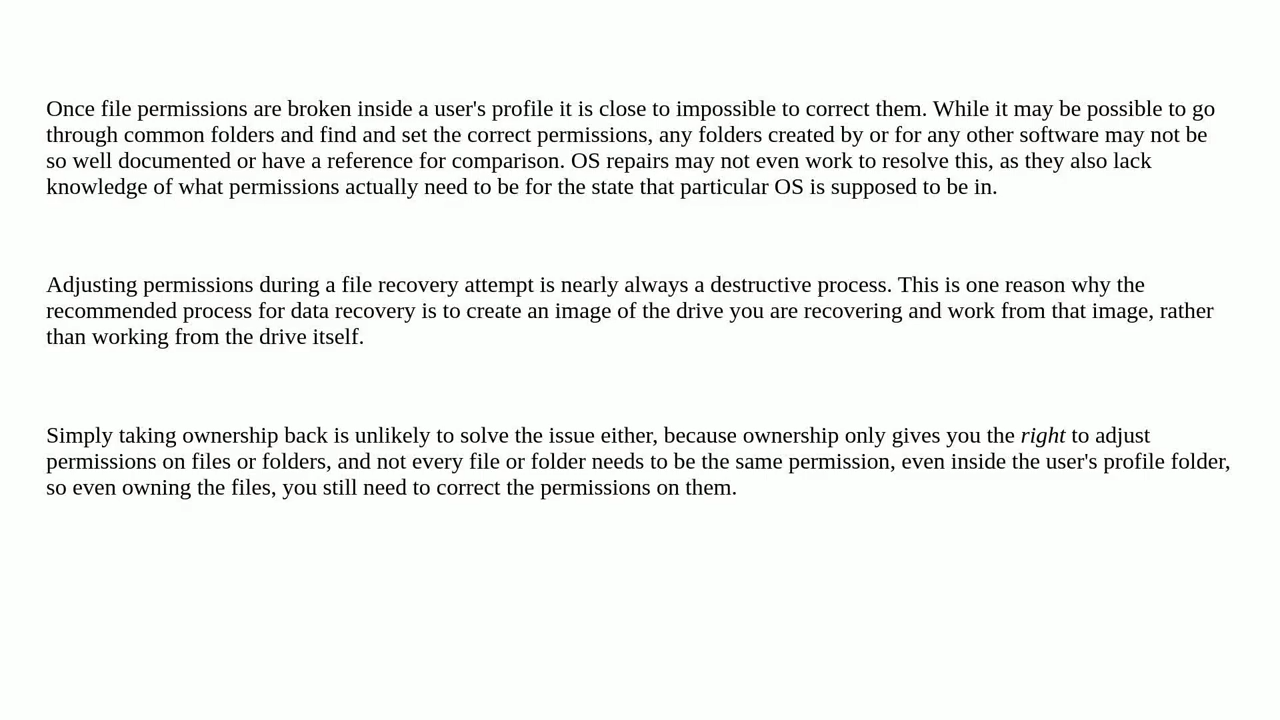 Once file permissions are broken inside a user's profile it is close to impossible to correct them. While it may be possible to go
through common folders and find and set the correct permissions, any folders created by or for any other software may not be
so well documented or have a reference for comparison. OS repairs may not even work to resolve this, as they also lack
knowledge of what permissions actually need to be for the state that particular OS is supposed to be in.
Adjusting permissions during a file recovery attempt is nearly always a destructive process. This is one reason why the
recommended process for data recovery is to create an image of the drive you are recovering and work from that image, rather
than working from the drive itself.
Simply taking ownership back is unlikely to solve the issue either, because ownership only gives you the right to adjust
permissions on files or folders, and not every file or folder needs to be the same permission, even inside the user's profile folder,
so even owning the files, you still need to correct the permissions on them.